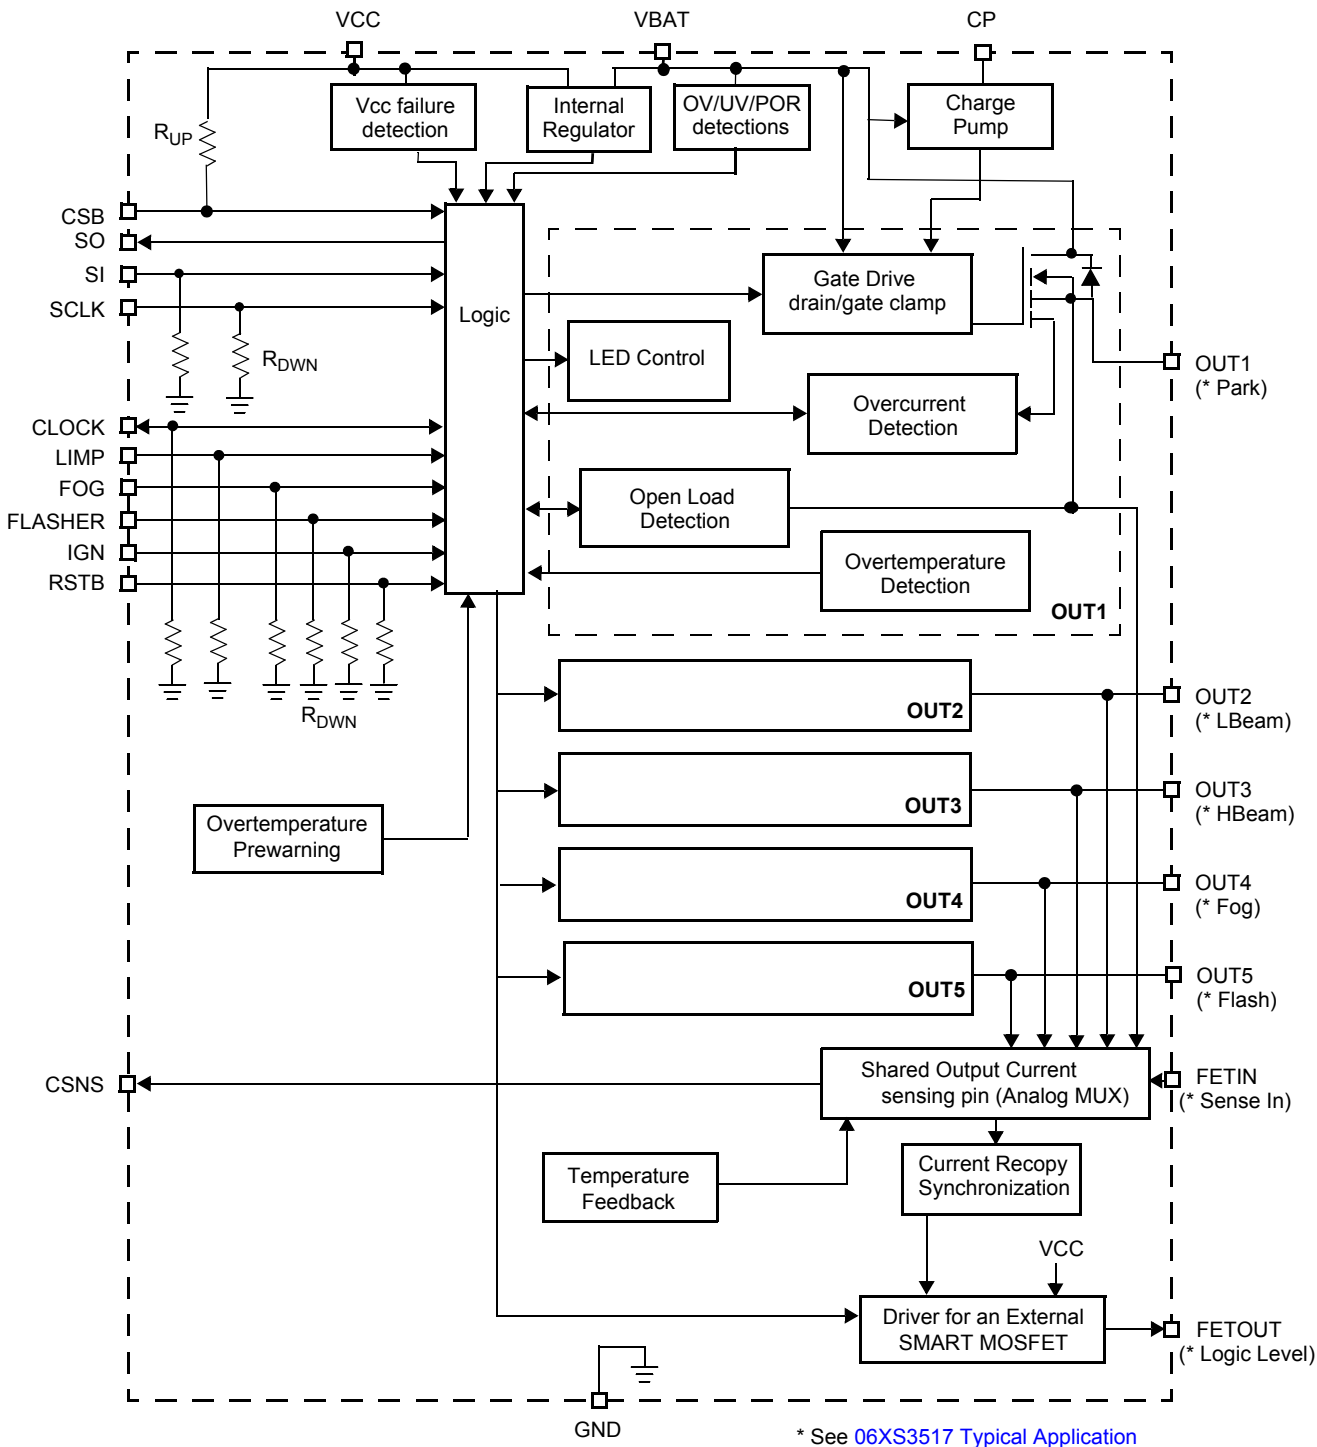 VCC
VBAT
CP
Vcc failure
detection
Internal
Regulator
OV/UV/POR
detections
Charge
Pump
RUP
CSB
SO
SI
SCLK
RDWN
Logic
Gate Drive
drain/gate clamp
LED Control
Overcurrent
Detection
OUT1
(* Park)
CLOCK
LIMP
FOG
FLASHER
IGN
RSTB
Open Load
Detection
Overtemperature
Detection
OUT1
RDWN
OUT2
OUT2
(* LBeam)
OUT3
OUT3
(* HBeam)
Overtemperature
Prewarning
OUT4
OUT4
(* Fog)
OUT5
OUT5
(* Flash)
CSNS
Shared Output Current
sensing pin (Analog MUX)
FETIN
(* Sense In)
Temperature
Feedback
Current Recopy
Synchronization
VCC
Driver for an External
SMART MOSFET
FETOUT
(* Logic Level)
GND
* See 06XS3517 Typical Application